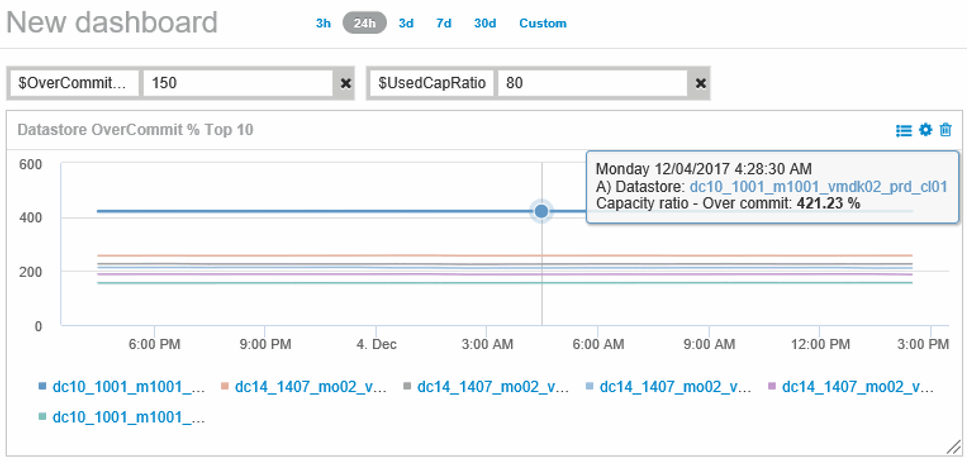 New dashboard 3h 24h 3d 7d 30d Custom
$OverCommit... 150 ✖ $UsedCapRatio 80 ✖
Datastore OverCommit % Top 10
Monday 12/04/2017 4:28:30 AM
A) Datastore: dc10_1001_m1001_vmdk02_prd_cl01
Capacity ratio - Over commit: 421.23 %
600
400
200
0
6:00 PM 9:00 PM 4. Dec 3:00 AM 6:00 AM 9:00 AM 12:00 PM 3:00 PM
dc10_1001_m1001_... dc14_1407_mo02_v... dc14_1407_mo02_v... dc14_1407_mo02_v... dc14_1407_mo02_v...
dc10_1001_m1001_...